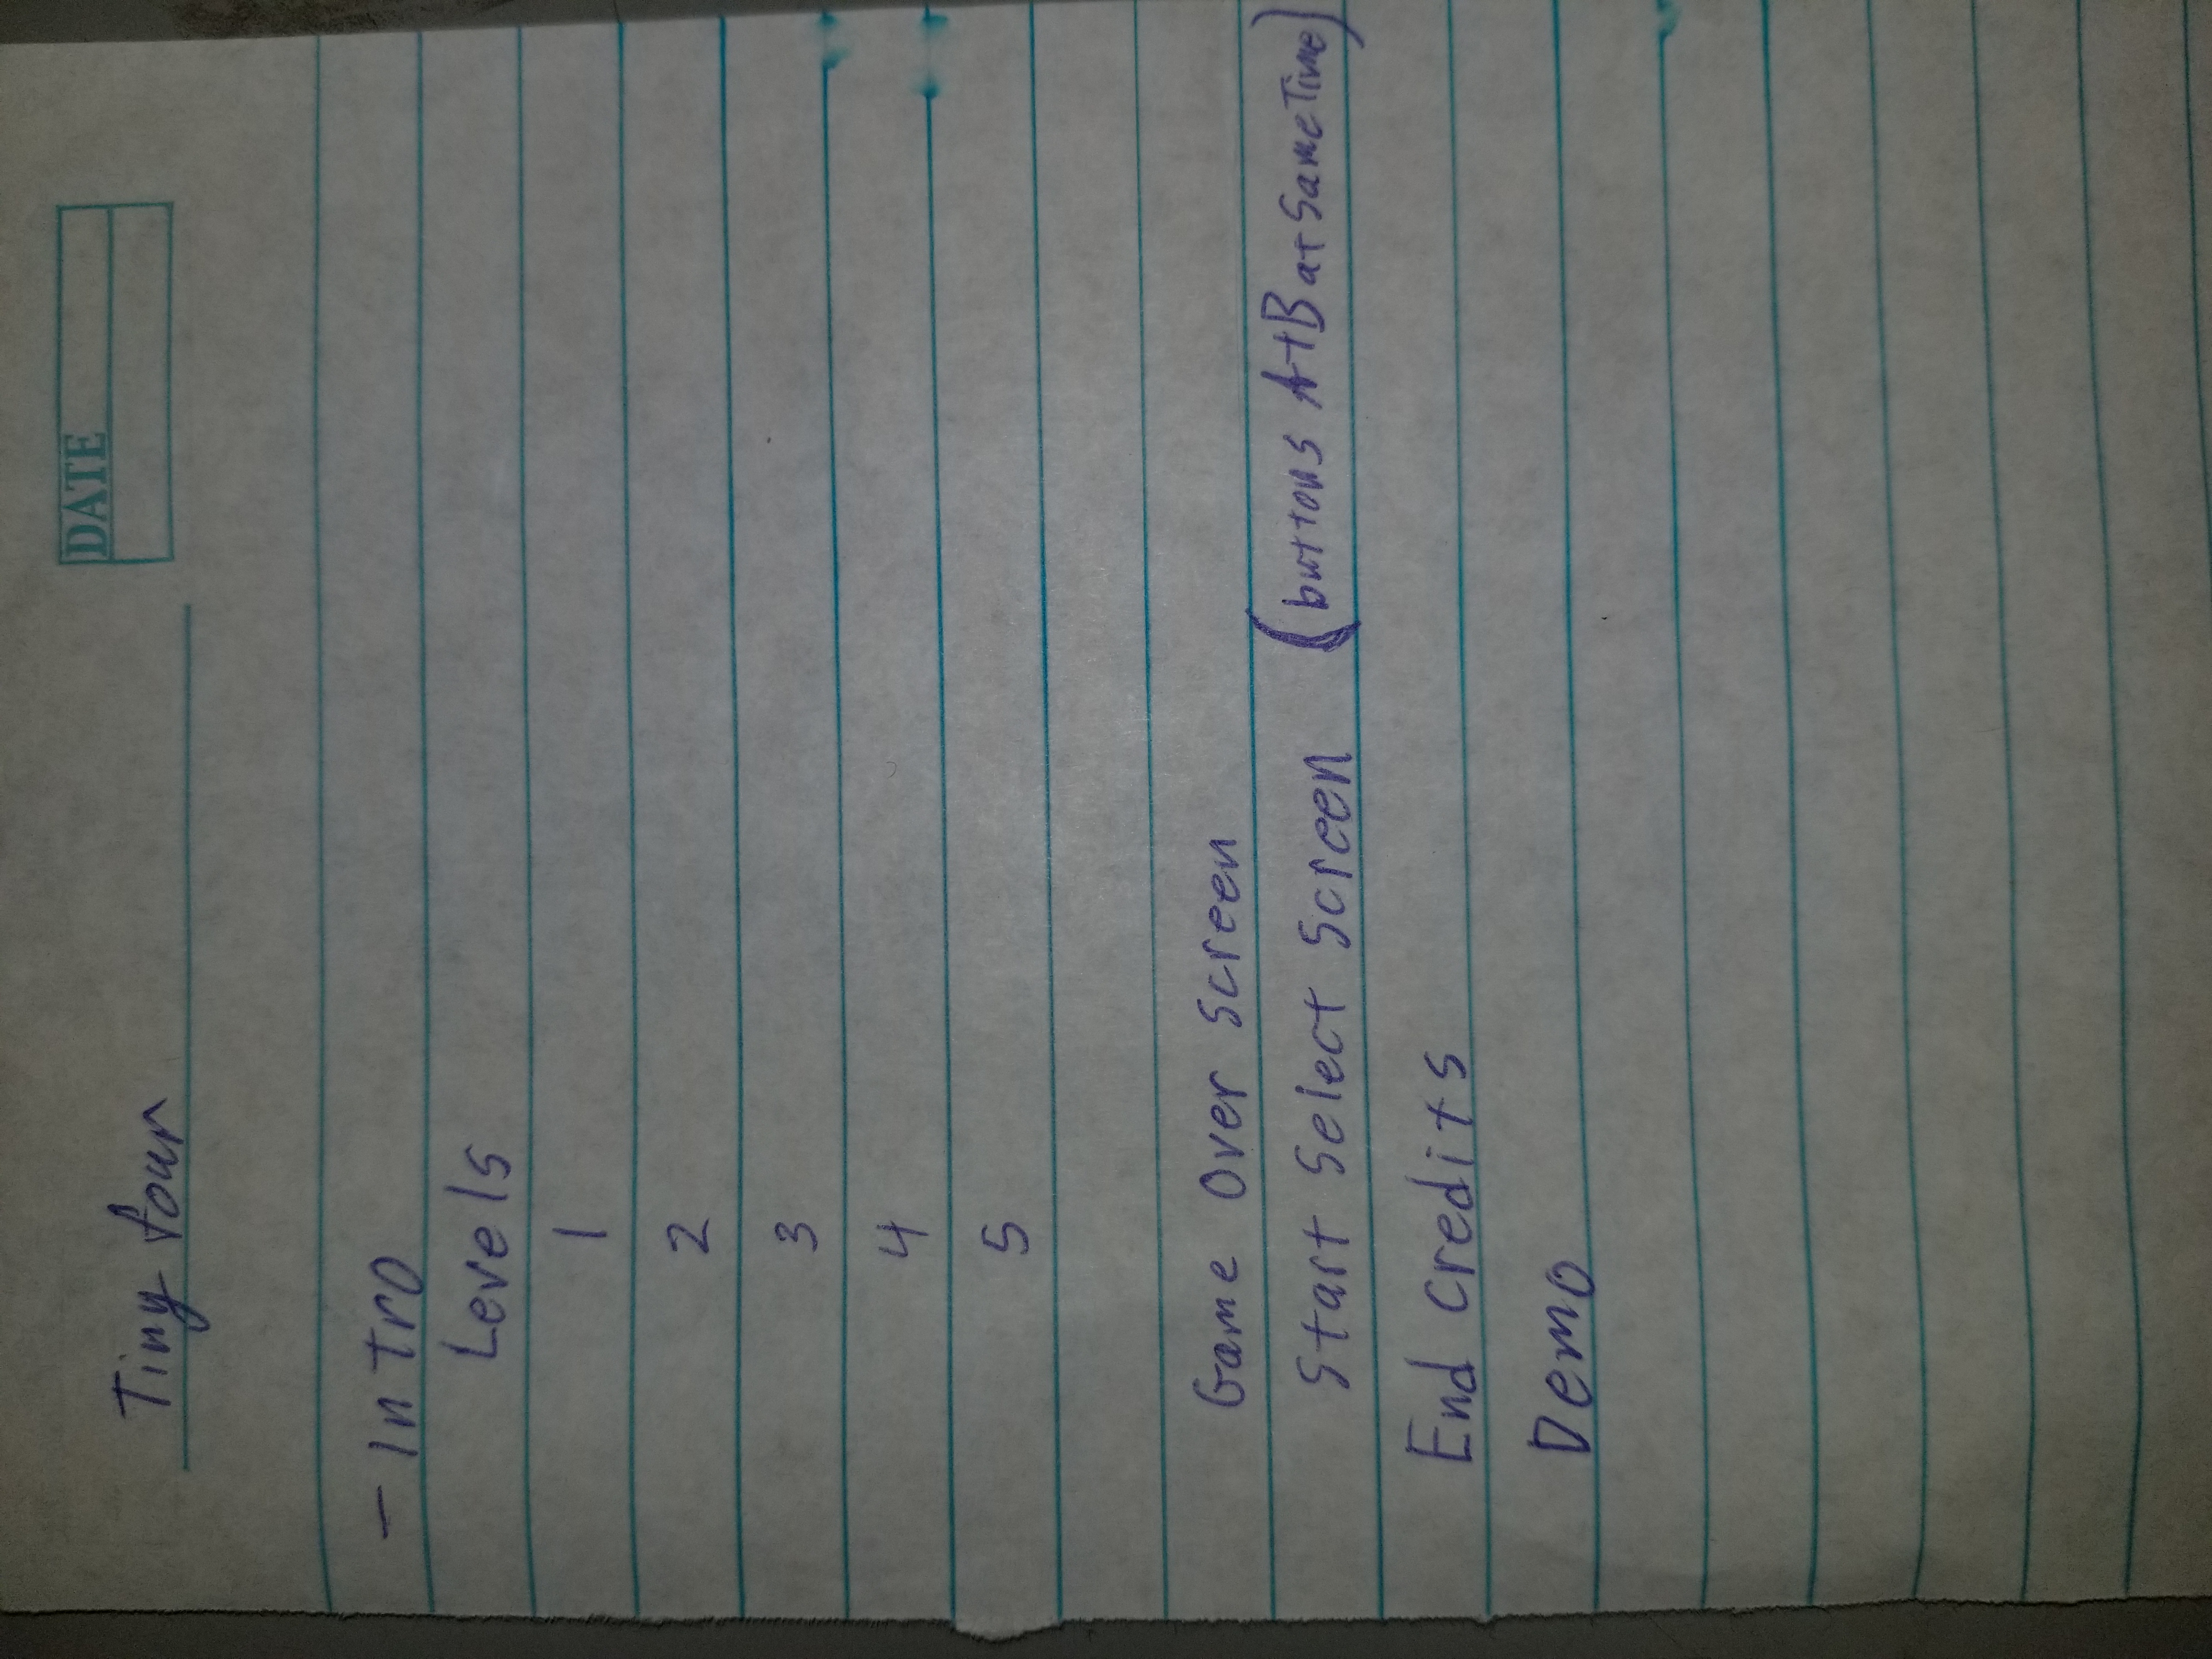 DATE
Tiny four
- Intro
Levels
1
2
3
4
5
Game Over Screen
Start Select Screen (buttons A+B at Same Time)
End Credits
Demo